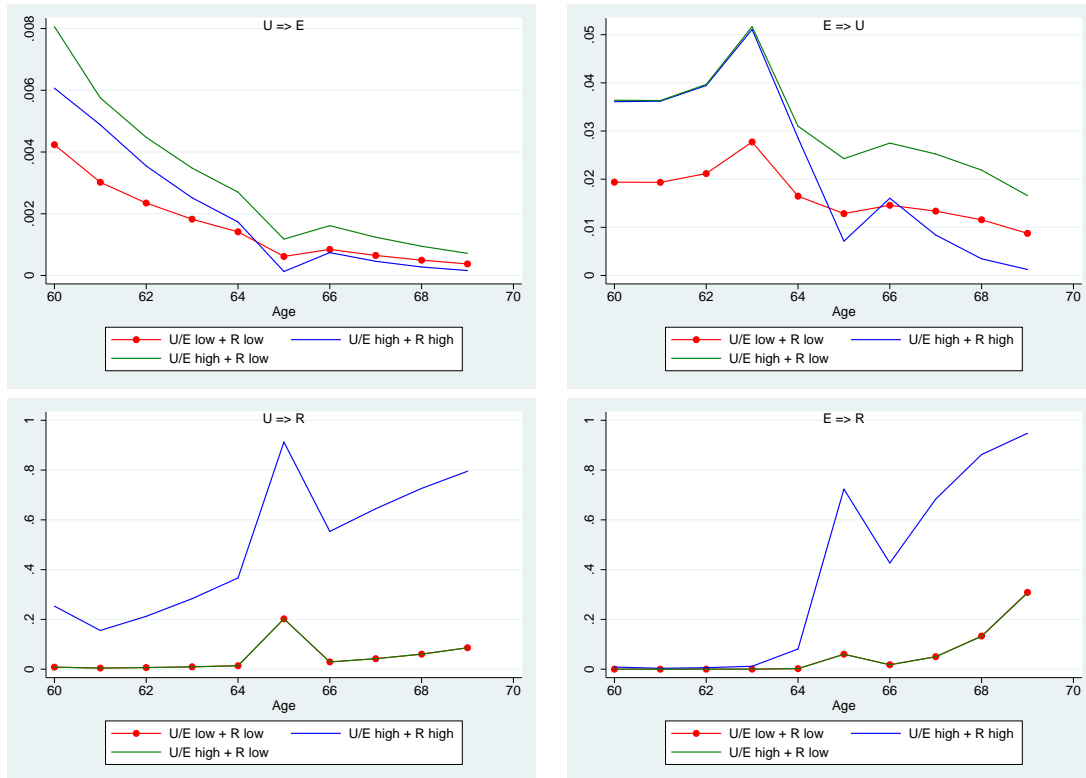 U => E
.008
.006
.004
.002
0
60 62 64 66 68 70
Age
U/E low + R low U/E high + R high
U/E high + R low
E => U
.05
.04
.03
.02
.01
0
60 62 64 66 68 70
Age
U/E low + R low U/E high + R high
U/E high + R low
U => R
1
.8
.6
.4
.2
0
60 62 64 66 68 70
Age
U/E low + R low U/E high + R high
U/E high + R low
E => R
1
.8
.6
.4
.2
0
60 62 64 66 68 70
Age
U/E low + R low U/E high + R high
U/E high + R low